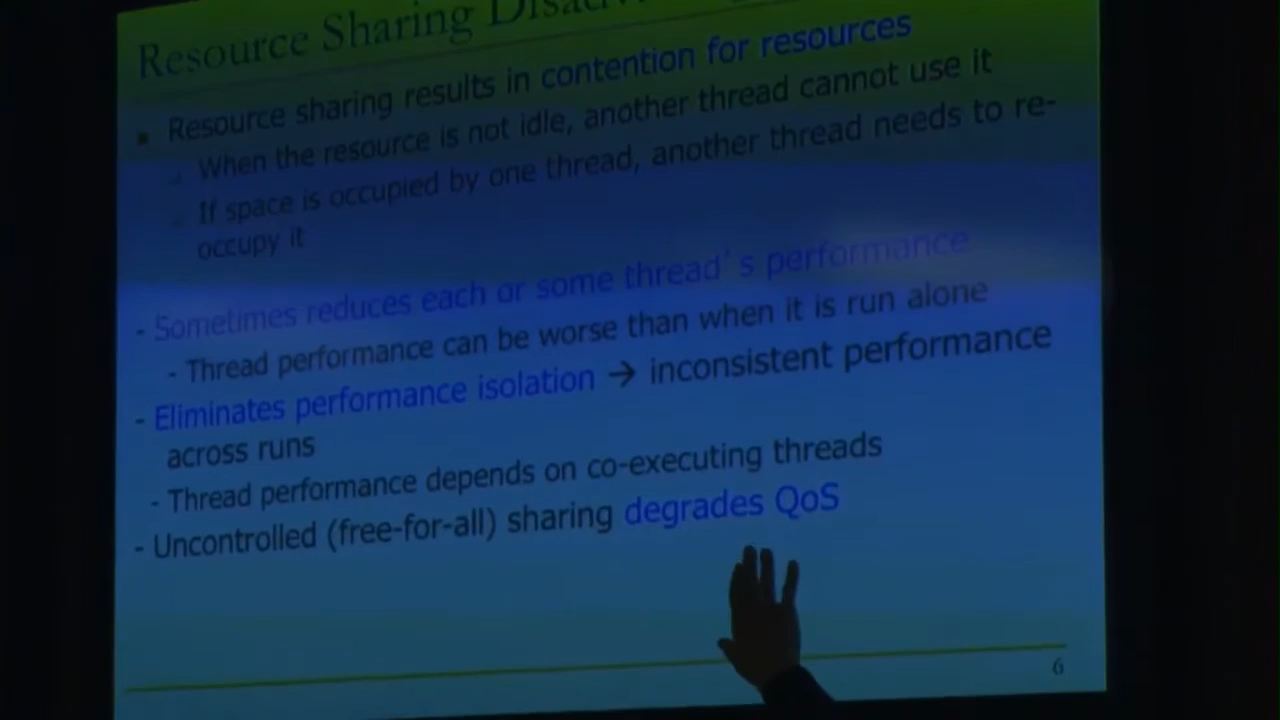 Resource Sharing
Resource sharing results in contention for resources
When the resource is not idle, another thread cannot use it
If space is occupied by one thread, another thread needs to re-
occupy it
- Sometimes reduces each or some thread's performance
- Thread performance can be worse than when it is run alone
- Eliminates performance isolation → inconsistent performance
across runs
- Thread performance depends on co-executing threads
- Uncontrolled (free-for-all) sharing degrades QoS
6